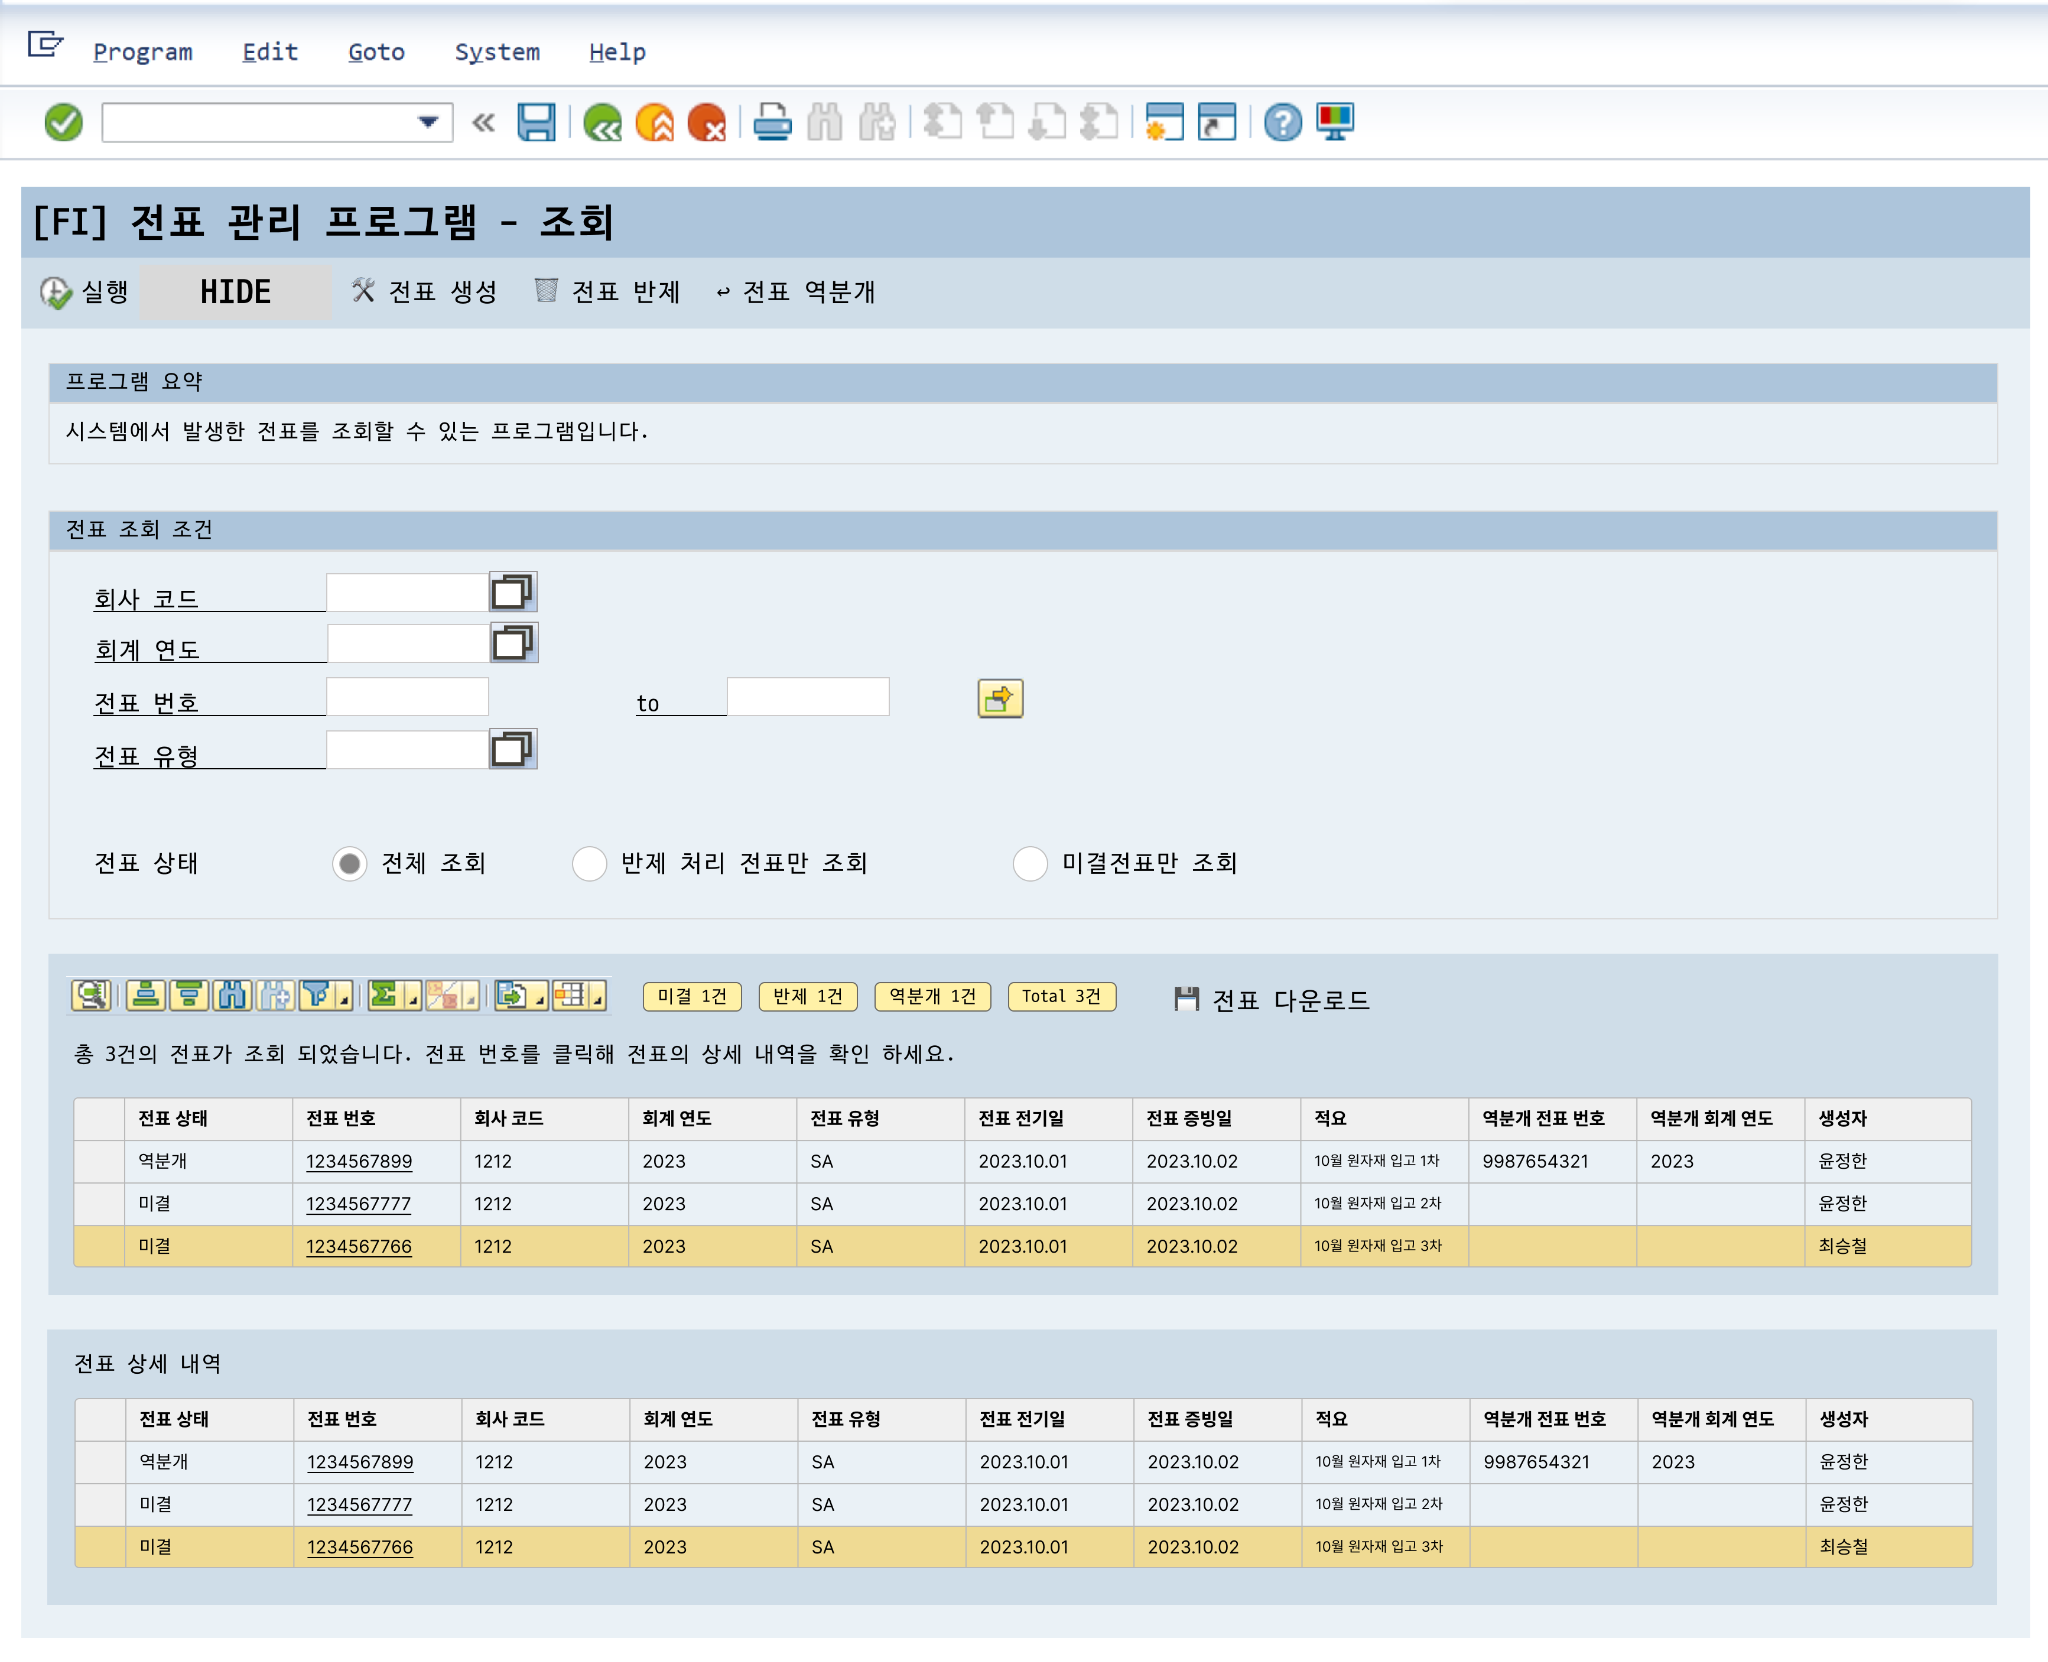 Program Edit Goto System Help
[FI] 전표 관리 프로그램 - 조회
실행 HIDE 전표 생성 전표 반제 전표 역분개
프로그램 요약
시스템에서 발생한 전표를 조회할 수 있는 프로그램입니다.
전표 조회 조건
회사 코드
회계 연도
전표 번호 to
전표 유형
전표 상태 전체 조회 반제 처리 전표만 조회 미결전표만 조회
미결 1건 반제 1건 역분개 1건 Total 3건 전표 다운로드
총 3건의 전표가 조회 되었습니다. 전표 번호를 클릭해 전표의 상세 내역을 확인 하세요.
전표 상태 전표 번호 회사 코드 회계 연도 전표 유형 전표 전기일 전표 증빙일 적요 역분개 전표 번호 역분개 회계 연도 생성자
역분개 1234567899 1212 2023 SA 2023.10.01 2023.10.02 10월 원자재 입고 1차 9987654321 2023 윤정한
미결 1234567777 1212 2023 SA 2023.10.01 2023.10.02 10월 원자재 입고 2차 윤정한
미결 1234567766 1212 2023 SA 2023.10.01 2023.10.02 10월 원자재 입고 3차 최승철
전표 상세 내역
전표 상태 전표 번호 회사 코드 회계 연도 전표 유형 전표 전기일 전표 증빙일 적요 역분개 전표 번호 역분개 회계 연도 생성자
역분개 1234567899 1212 2023 SA 2023.10.01 2023.10.02 10월 원자재 입고 1차 9987654321 2023 윤정한
미결 1234567777 1212 2023 SA 2023.10.01 2023.10.02 10월 원자재 입고 2차 윤정한
미결 1234567766 1212 2023 SA 2023.10.01 2023.10.02 10월 원자재 입고 3차 최승철